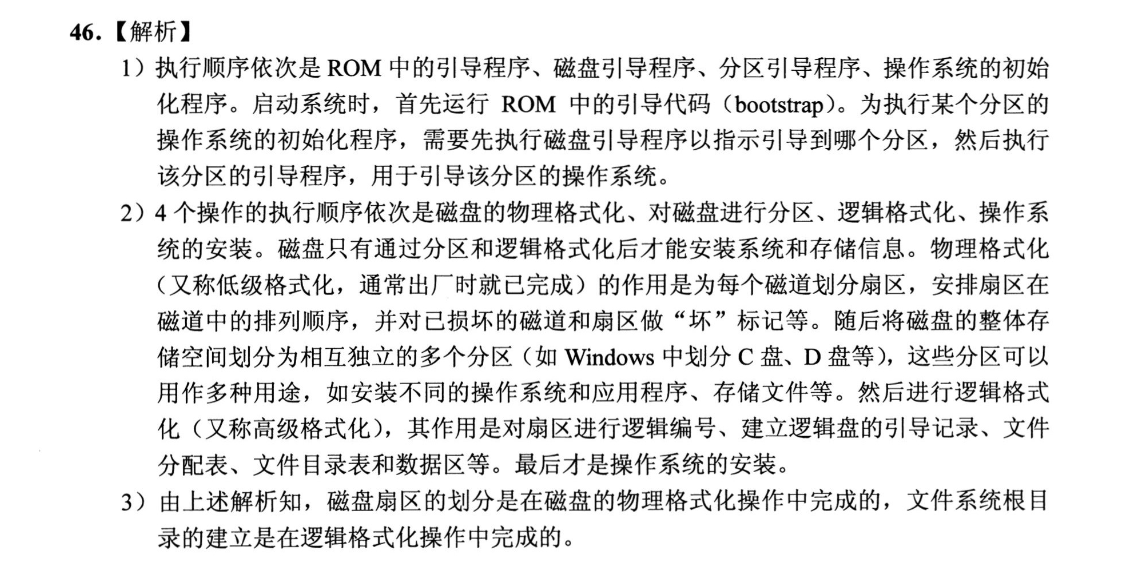 46.【解析】
1）执行顺序依次是 ROM 中的引导程序、磁盘引导程序、分区引导程序、操作系统的初始
化程序。启动系统时，首先运行 ROM 中的引导代码（bootstrap）。为执行某个分区的
操作系统的初始化程序，需要先执行磁盘引导程序以指示引导到哪个分区，然后执行
该分区的引导程序，用于引导该分区的操作系统。
2）4 个操作的执行顺序依次是磁盘的物理格式化、对磁盘进行分区、逻辑格式化、操作系
统的安装。磁盘只有通过分区和逻辑格式化后才能安装系统和存储信息。物理格式化
（又称低级格式化，通常出厂时就已完成）的作用是为每个磁道划分扇区，安排扇区在
磁道中的排列顺序，并对已损坏的磁道和扇区做“坏”标记等。随后将磁盘的整体存
储空间划分为相互独立的多个分区（如 Windows 中划分 C 盘、D 盘等），这些分区可以
用作多种用途，如安装不同的操作系统和应用程序、存储文件等。然后进行逻辑格式
化（又称高级格式化），其作用是对扇区进行逻辑编号、建立逻辑盘的引导记录、文件
分配表、文件目录表和数据区等。最后才是操作系统的安装。
3）由上述解析知，磁盘扇区的划分是在磁盘的物理格式化操作中完成的，文件系统根目
录的建立是在逻辑格式化操作中完成的。